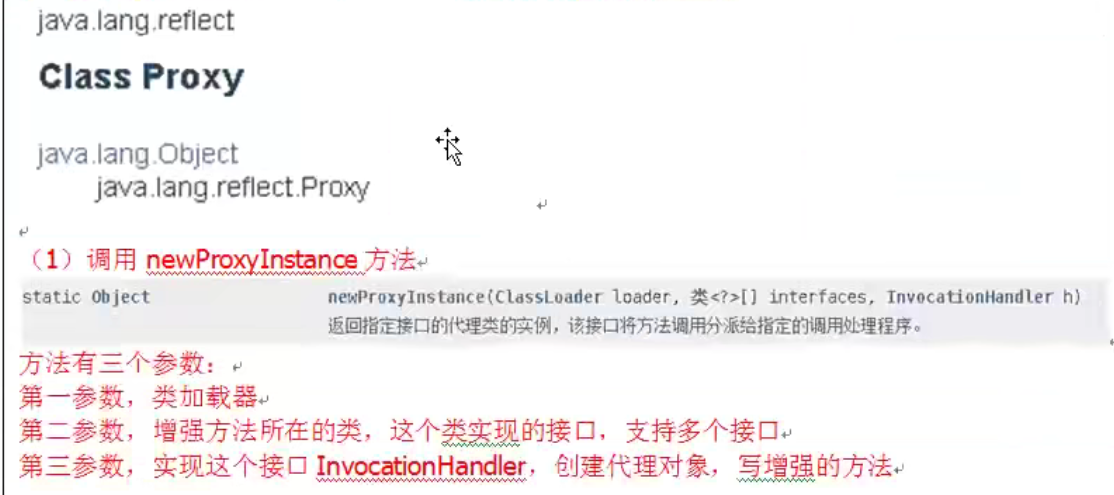 java.lang.reflect
Class Proxy
java.lang.Object
java.lang.reflect.Proxy
（1）调用 newProxyInstance 方法
static Object newProxyInstance(ClassLoader loader, 类<?>[] interfaces, InvocationHandler h)
返回指定接口的代理类的实例，该接口将方法调用分派给指定的调用处理程序。
方法有三个参数：
第一参数，类加载器
第二参数，增强方法所在的类，这个类实现的接口，支持多个接口
第三参数，实现这个接口 InvocationHandler，创建代理对象，写增强的方法